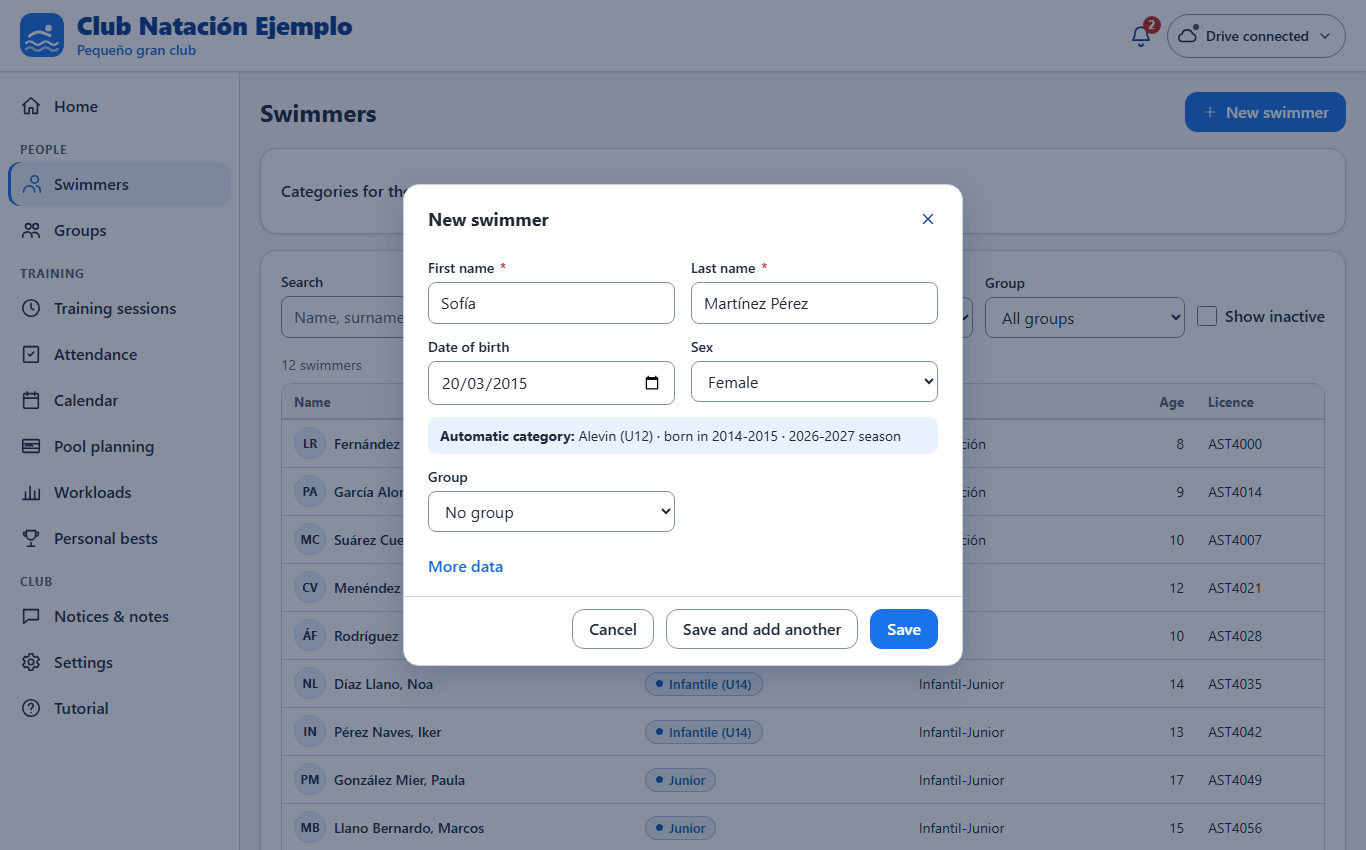 Club Natación Ejemplo
Pequeño gran club
2
Drive connected
Home
PEOPLE
Swimmers
Groups
TRAINING
Training sessions
Attendance
Calendar
Pool planning
Workloads
Personal bests
CLUB
Notices & notes
Settings
Tutorial
Swimmers
+ New swimmer
Categories for th
Search
Name, surname
Group
All groups
Show inactive
12 swimmers
Name
Age
Licence
LR Fernández 8 AST4000
PA García Alo 9 AST4014
MC Suárez Cue 10 AST4007
CV Menéndez 12 AST4021
ÁF Rodríguez 10 AST4028
NL Díaz Llano, Noa Infantile (U14) Infantil-Junior 14 AST4035
IN Pérez Naves, Iker Infantile (U14) Infantil-Junior 13 AST4042
PM González Mier, Paula Junior Infantil-Junior 17 AST4049
MB Llano Bernardo, Marcos Junior Infantil-Junior 15 AST4056
New swimmer
First name *
Last name *
Sofía
Martínez Pérez
Date of birth
Sex
20/03/2015
Female
Automatic category: Alevin (U12) · born in 2014-2015 · 2026-2027 season
Group
No group
More data
Cancel
Save and add another
Save